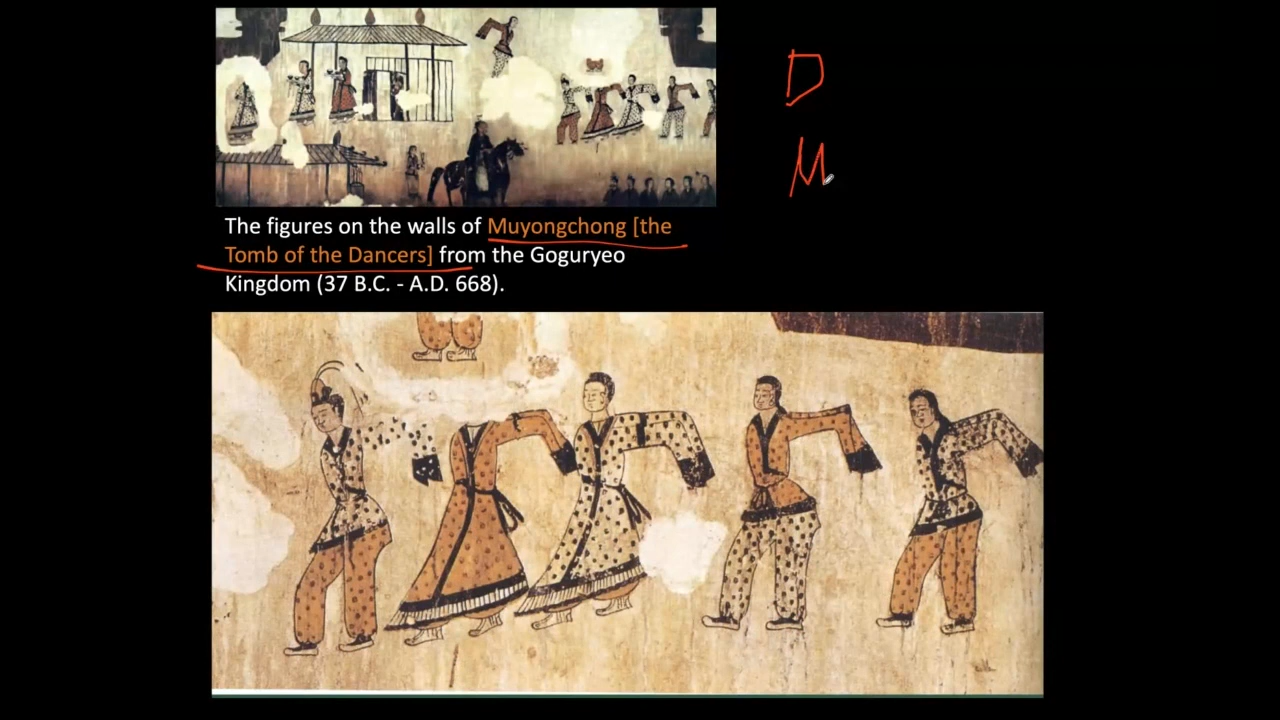 The figures on the walls of Muyongchong [the
Tomb of the Dancers] from the Goguryeo
Kingdom (37 B.C. - A.D. 668).
D
M